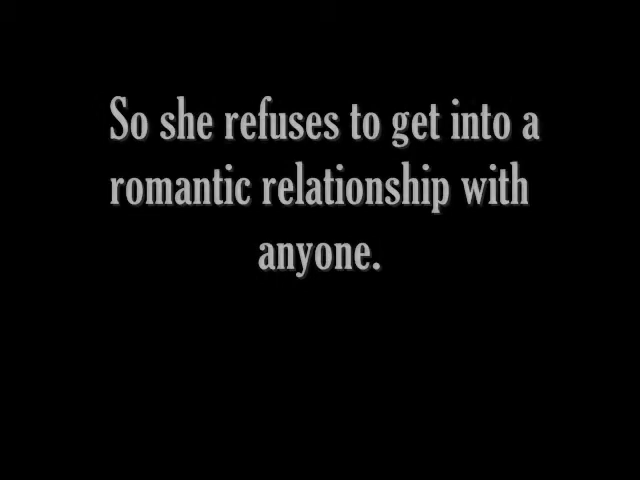 So she refuses to get into a
romantic relationship with
anyone.